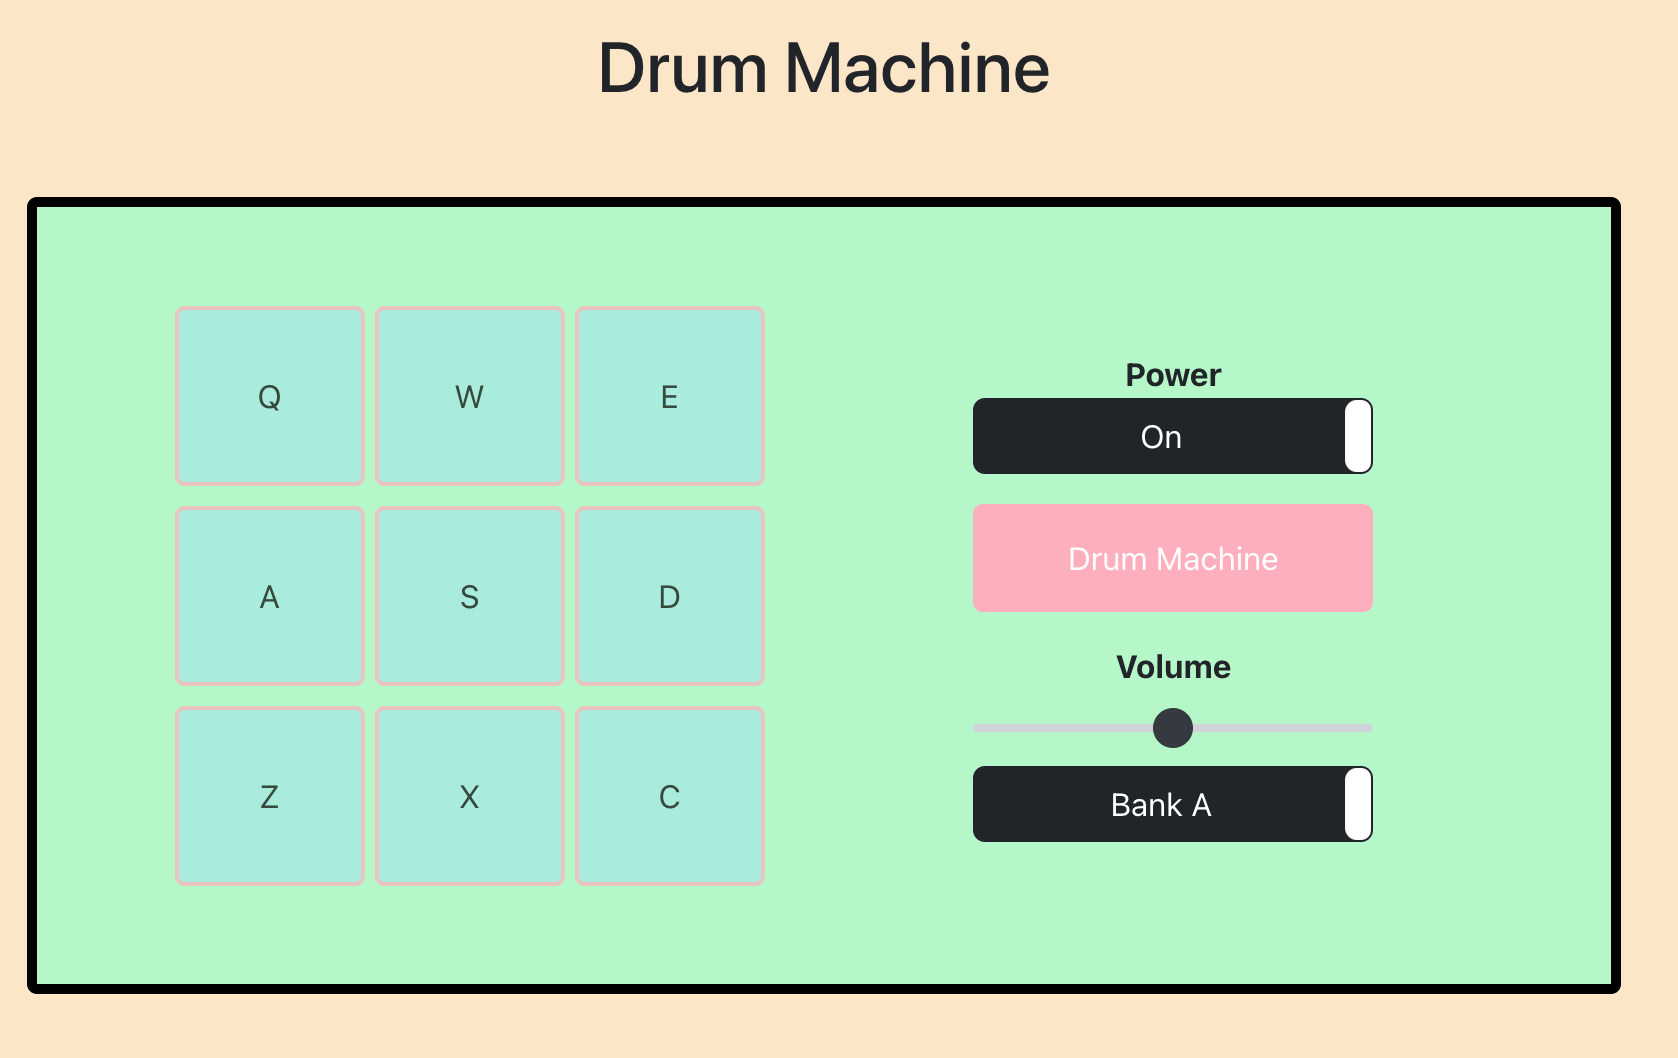 Drum Machine
Q W E
A S D
Z X C
Power
On
Drum Machine
Volume
Bank A